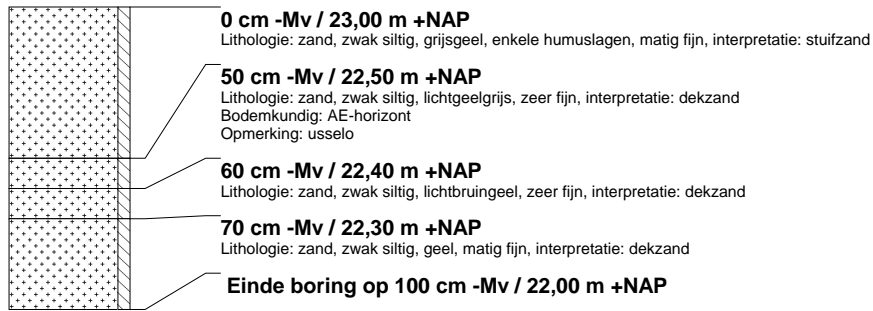 0 cm -Mv / 23,00 m +NAP
Lithologie: zand, zwak siltig, grijsgeel, enkele humuslagen, matig fijn, interpretatie: stuifzand
50 cm -Mv / 22,50 m +NAP
Lithologie: zand, zwak siltig, lichtgeelgrijs, zeer fijn, interpretatie: dekzand
Bodemkundig: AE-horizont
Opmerking: usselo
60 cm -Mv / 22,40 m +NAP
Lithologie: zand, zwak siltig, lichtbruingeel, zeer fijn, interpretatie: dekzand
70 cm -Mv / 22,30 m +NAP
Lithologie: zand, zwak siltig, geel, matig fijn, interpretatie: dekzand
Einde boring op 100 cm -Mv / 22,00 m +NAP